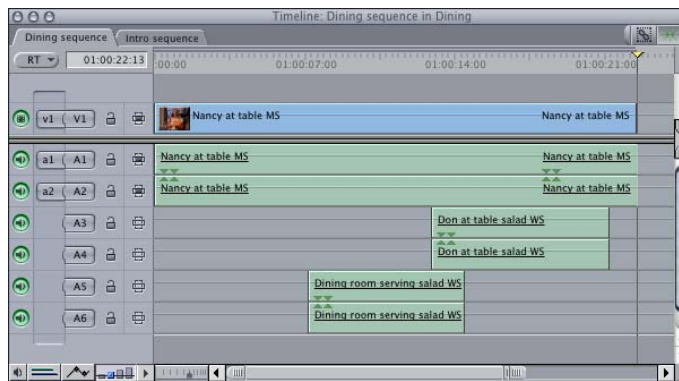 Timeline: Dining sequence in Dining
Dining sequence Intro sequence
RT 01:00:22:13 :00:00 01:00:07:00 01:00:14:00 01:00:21:00
v1 V1 Nancy at table MS Nancy at table MS
a1 A1 Nancy at table MS Nancy at table MS
a2 A2 Nancy at table MS Nancy at table MS
A3 Don at table salad WS
A4 Don at table salad WS
A5 Dining room serving salad WS
A6 Dining room serving salad WS